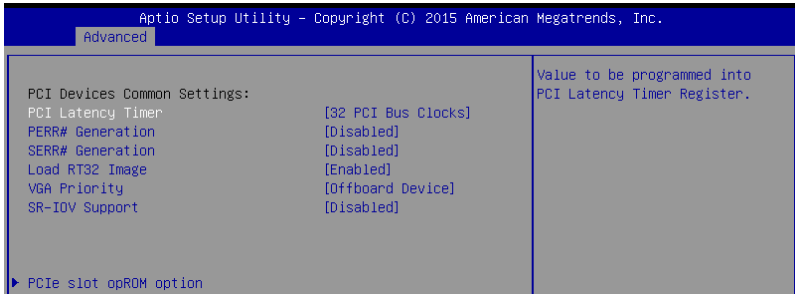 Aptio Setup Utility – Copyright (C) 2015 American Megatrends, Inc.
Advanced
PCI Devices Common Settings:
PCI Latency Timer [32 PCI Bus Clocks]
PERR# Generation [Disabled]
SERR# Generation [Disabled]
Load RT32 Image [Enabled]
VGA Priority [Offboard Device]
SR-IOV Support [Disabled]
PCIe slot opROM option
Value to be programmed into
PCI Latency Timer Register.